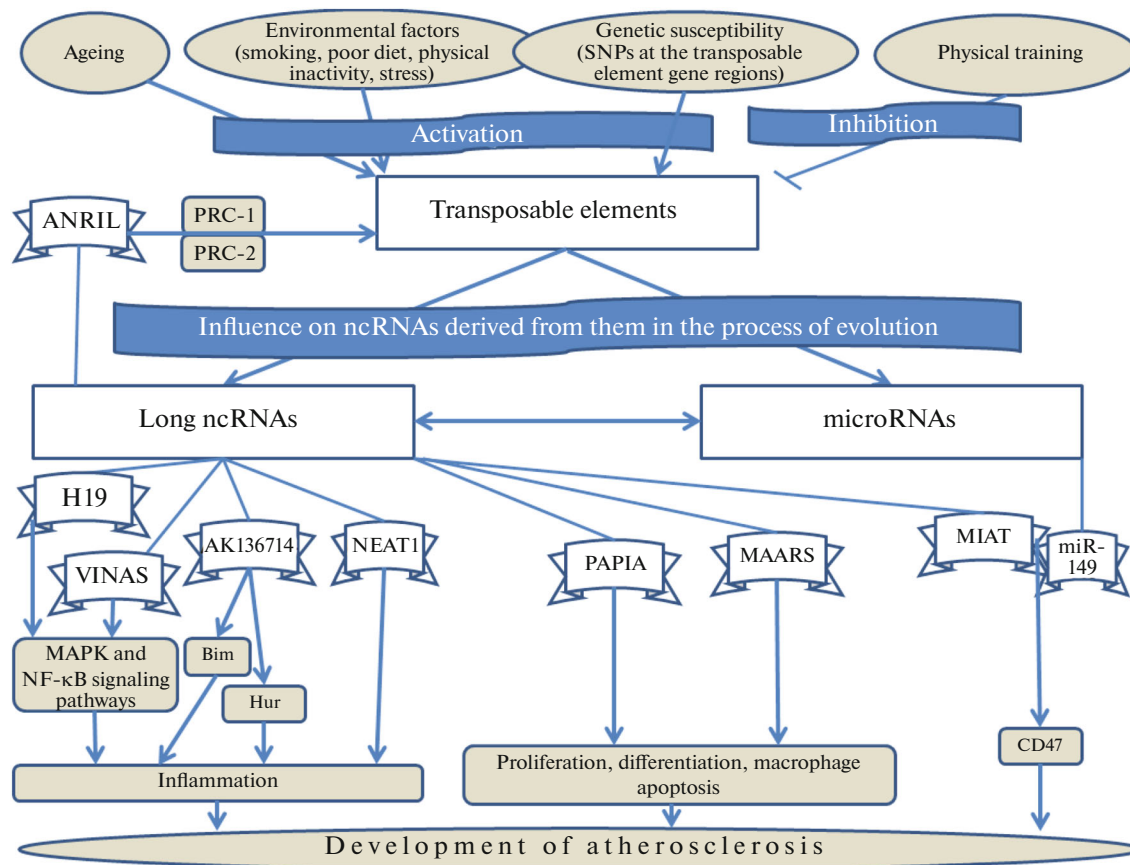 Ageing
Environmental factors
(smoking, poor diet, physical
inactivity, stress)
Genetic susceptibility
(SNPs at the transposable
element gene regions)
Physical training
Activation
Inhibition
ANRIL
PRC-1
PRC-2
Transposable elements
Influence on ncRNAs derived from them in the process of evolution
Long ncRNAs
microRNAs
H19
VINAS
AK136714
NEAT1
PAPIA
MAARS
MIAT
miR-
149
MAPK and
NF-κB signaling
pathways
Bim
Hur
CD47
Inflammation
Proliferation, differentiation, macrophage
apoptosis
Development of atherosclerosis